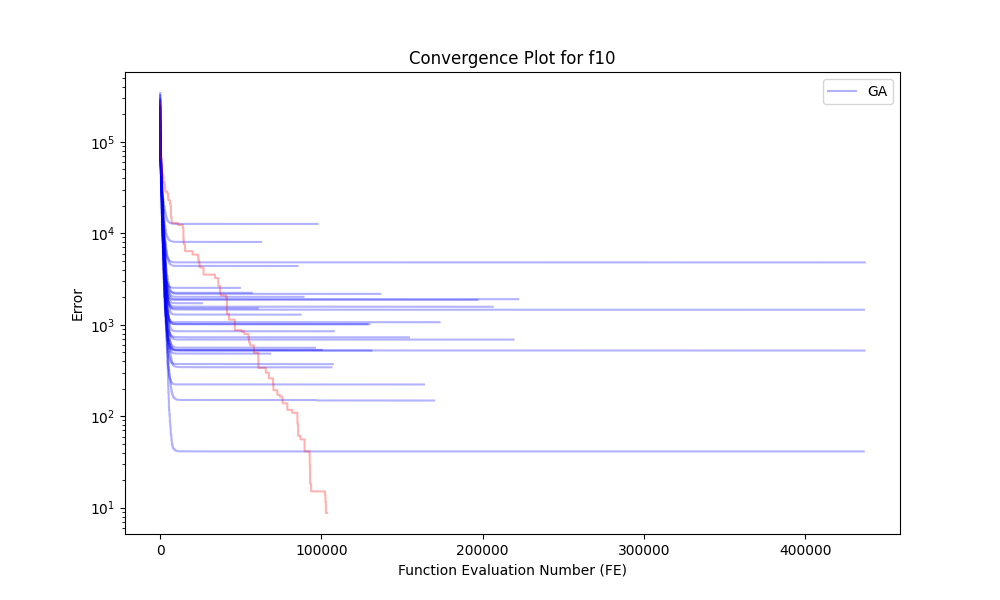 Convergence Plot for f10
GA
Error
10^5
10^4
10^3
10^2
10^1
0 100000 200000 300000 400000
Function Evaluation Number (FE)